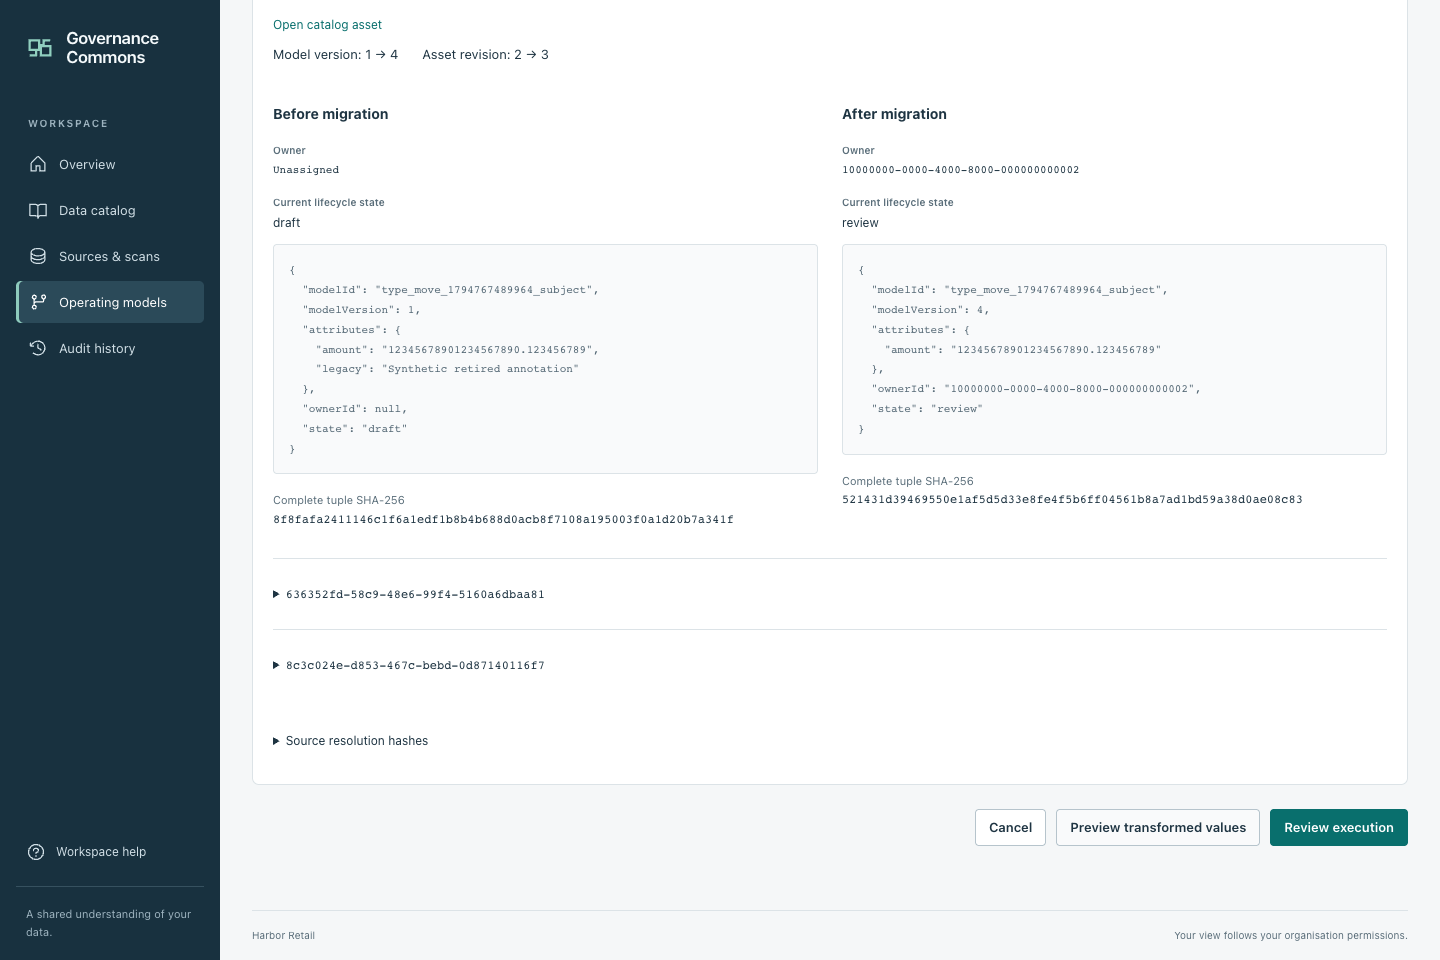 Governance
Commons
WORKSPACE
Overview
Data catalog
Sources & scans
Operating models
Audit history
Workspace help
A shared understanding of your
data.
Open catalog asset
Model version: 1 → 4 Asset revision: 2 → 3
Before migration
Owner
Unassigned
Current lifecycle state
draft
{
"modelId": "type_move_1794767489964_subject",
"modelVersion": 1,
"attributes": {
"amount": "12345678901234567890.123456789",
"legacy": "Synthetic retired annotation"
},
"ownerId": null,
"state": "draft"
}
Complete tuple SHA-256
8f8fafa2411146c1f6a1edf1b8b4b688d0acb8f7108a195003f0a1d20b7a341f
After migration
Owner
10000000-0000-4000-8000-000000000002
Current lifecycle state
review
{
"modelId": "type_move_1794767489964_subject",
"modelVersion": 4,
"attributes": {
"amount": "12345678901234567890.123456789"
},
"ownerId": "10000000-0000-4000-8000-000000000002",
"state": "review"
}
Complete tuple SHA-256
521431d39469550e1af5d5d33e8fe4f5b6ff04561b8a7ad1bd59a38d0ae08c83
636352fd-58c9-48e6-99f4-5160a6dbaa81
8c3c024e-d853-467c-bebd-0d87140116f7
Source resolution hashes
Cancel
Preview transformed values
Review execution
Harbor Retail
Your view follows your organisation permissions.